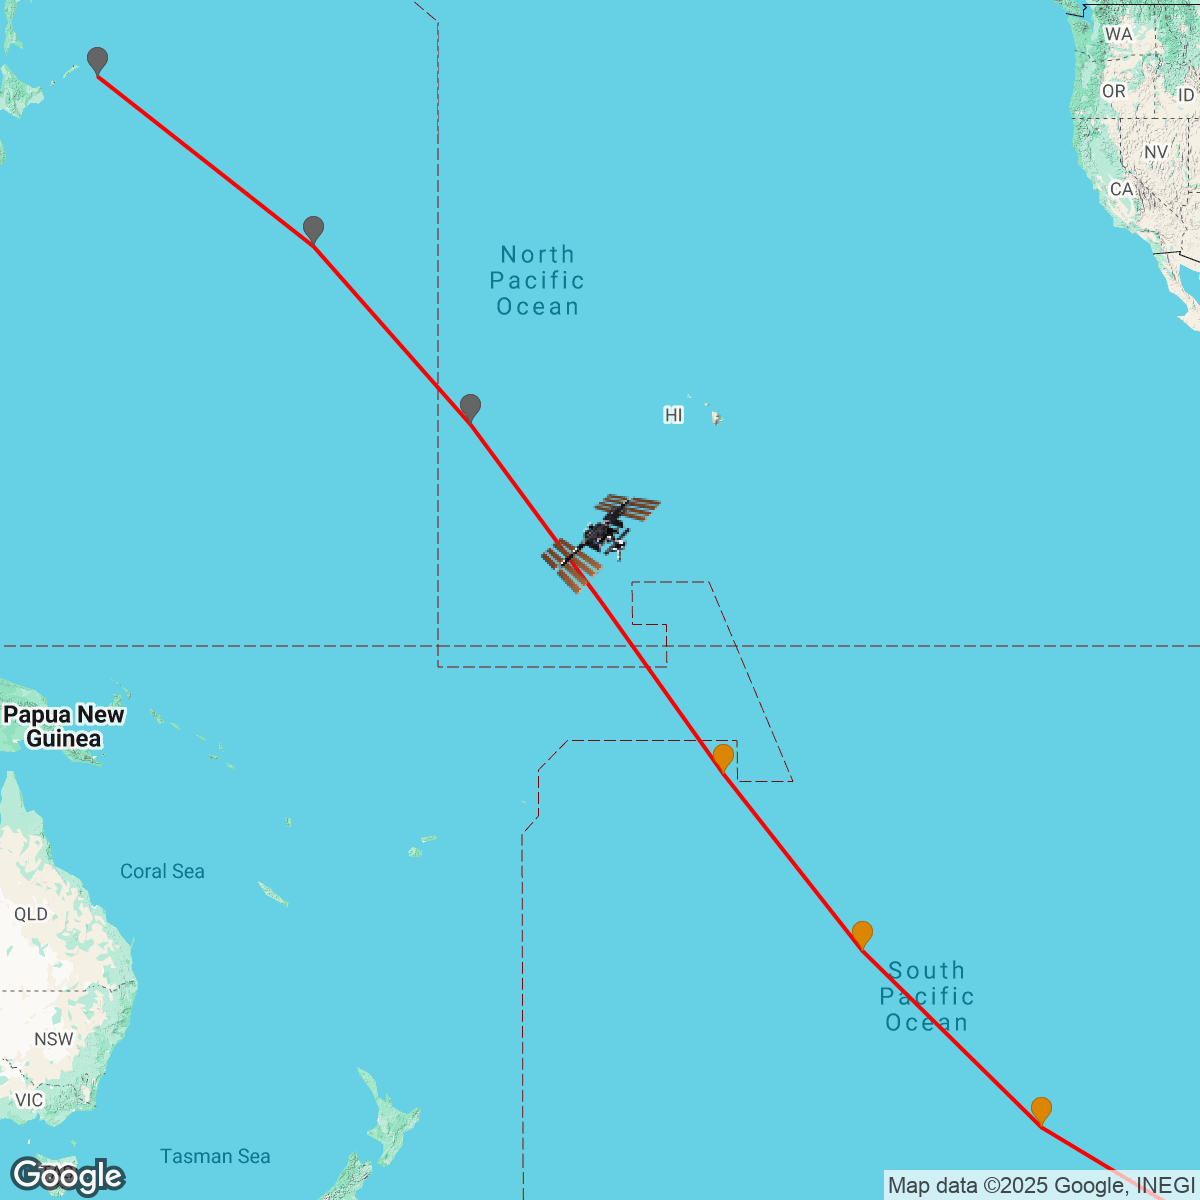 WA
OR
ID
NV
CA
North
Pacific
Ocean
HI
Papua New
Guinea
Coral Sea
QLD
South
Pacific
Ocean
NSW
VIC
Tasman Sea
Google
Map data ©2025 Google, INEGI